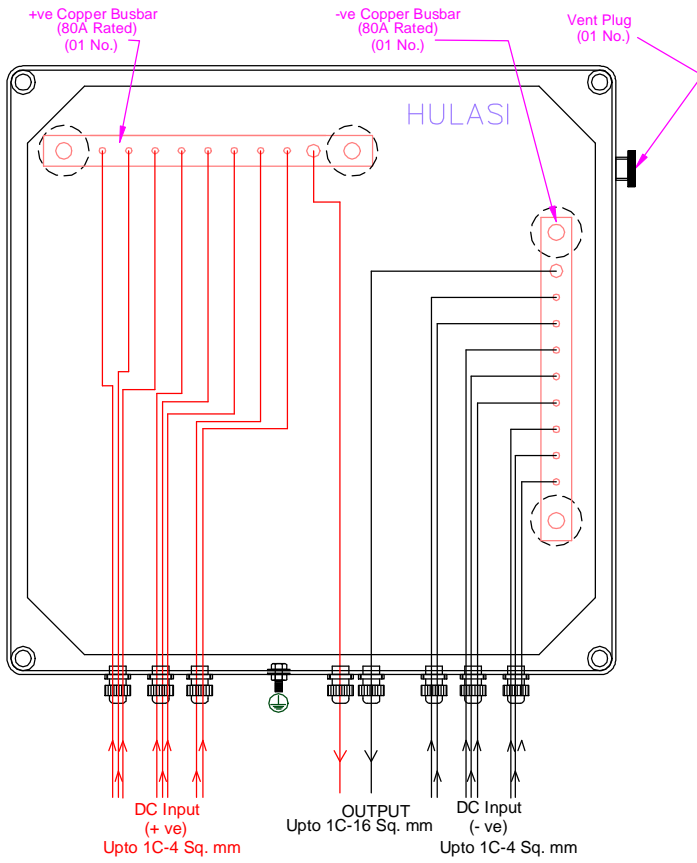 +ve Copper Busbar
(80A Rated)
(01 No.)
-ve Copper Busbar
(80A Rated)
(01 No.)
Vent Plug
(01 No.)
HULASI
DC Input
(+ ve)
Upto 1C-4 Sq. mm
OUTPUT
Upto 1C-16 Sq. mm
DC Input
(- ve)
Upto 1C-4 Sq. mm